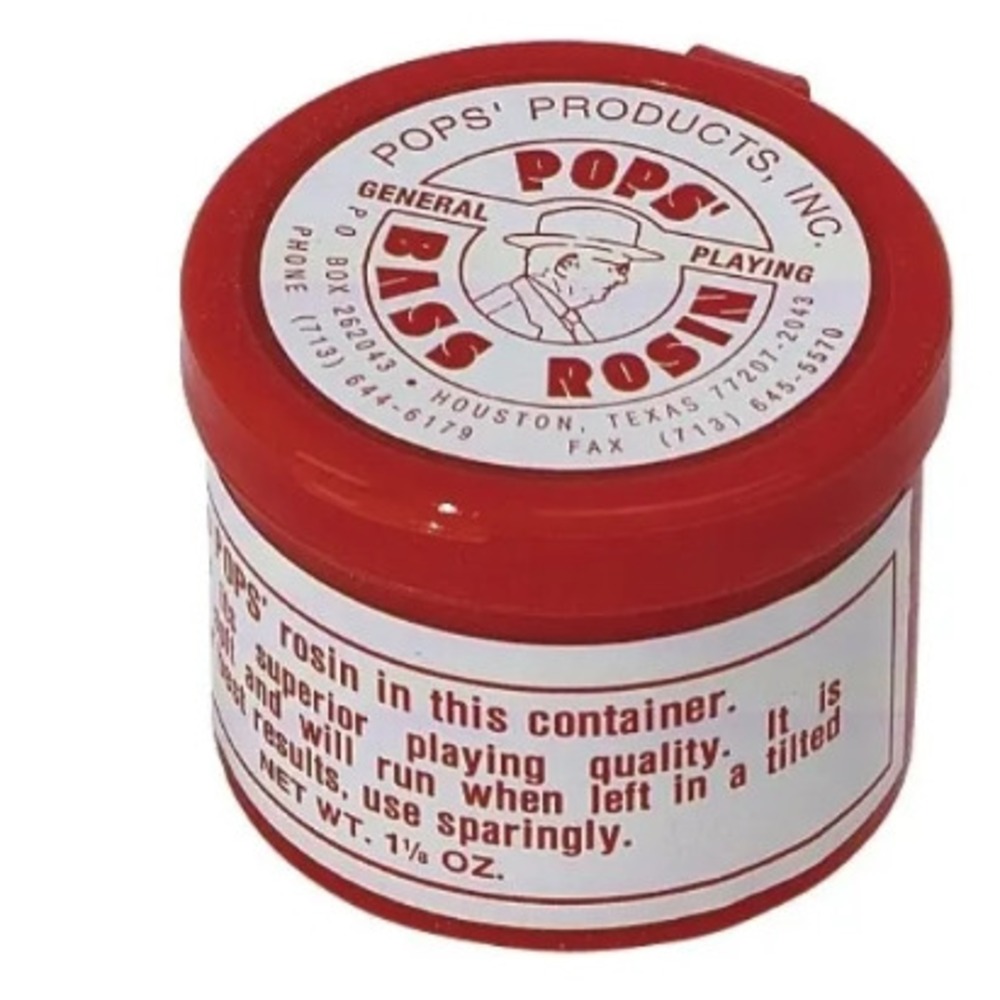 POPS' PRODUCTS, INC.
POPS'
GENERAL PLAYING
BASS ROSIN
P O BOX 262043 • HOUSTON, TEXAS 77207-2043
PHONE (713) 644-6179 FAX (713) 645-5570
POPS' rosin in this container.
superior playing quality. It is
and will run when left in a tilted
results, use sparingly.
NET WT. 1⅛ OZ.